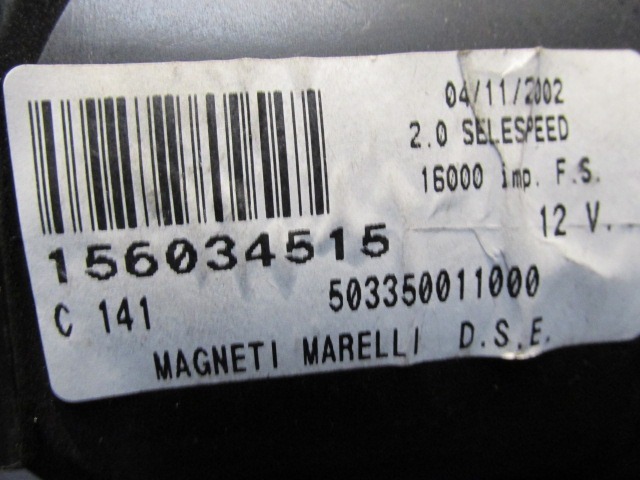 04/11/2002
2.0 SELESPEED
16000 imp. F.S.
12 V.
156034515
C 141
503350011000
MAGNETI MARELLI D.S.E.